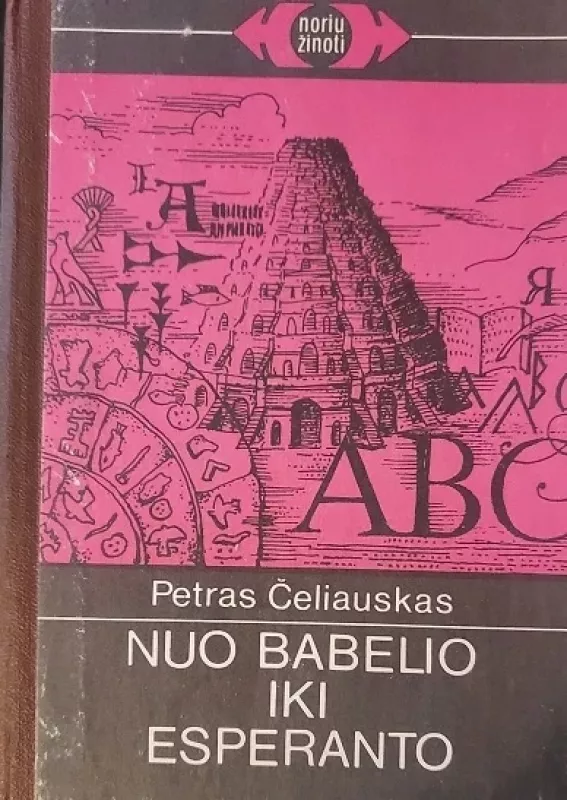 noriu
žinoti
ABC
Я
Petras Čeliauskas
NUO BABELIO
IKI
ESPERANTO